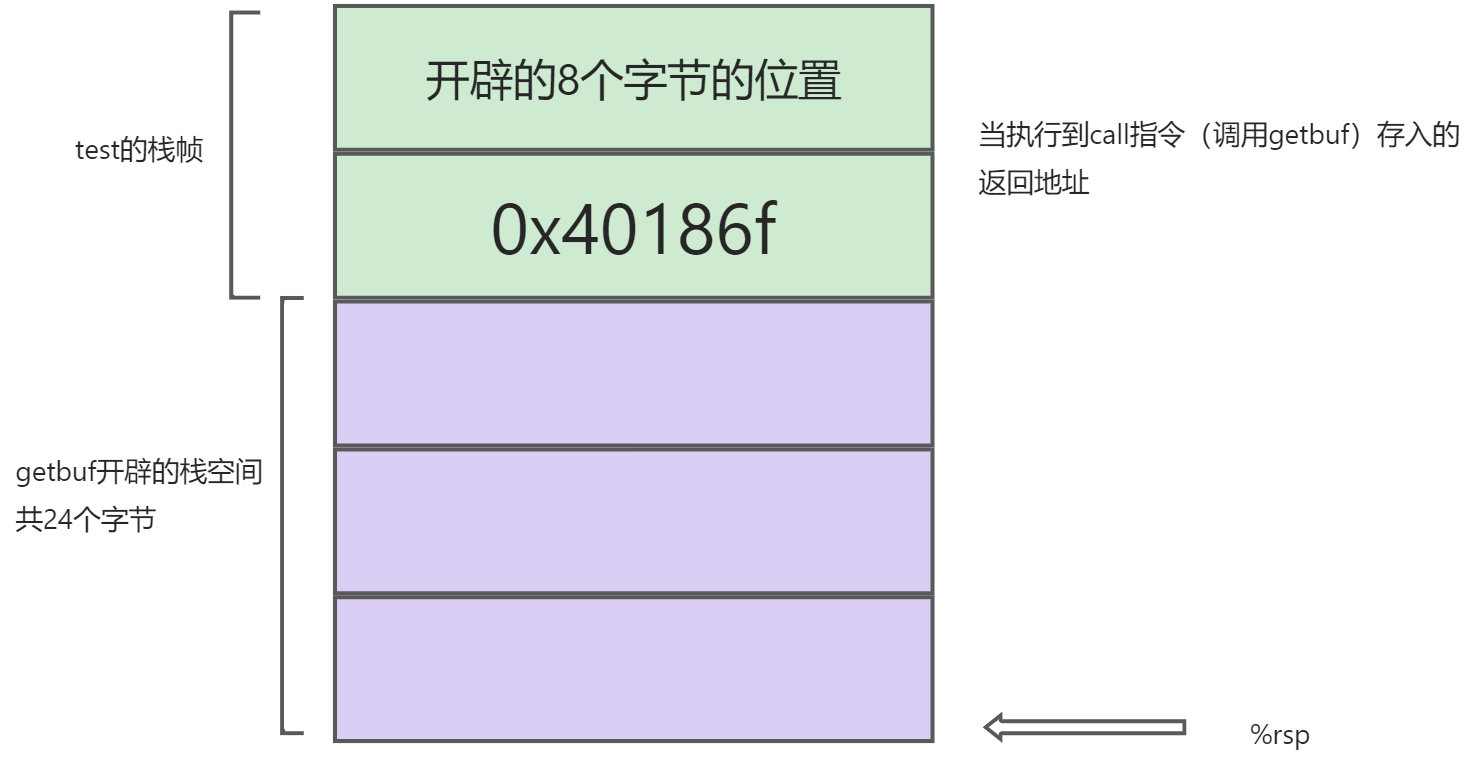 开辟的8个字节的位置
test的栈帧
当执行到call指令（调用getbuf）存入的
返回地址
0x40186f
getbuf开辟的栈空间
共24个字节
%rsp